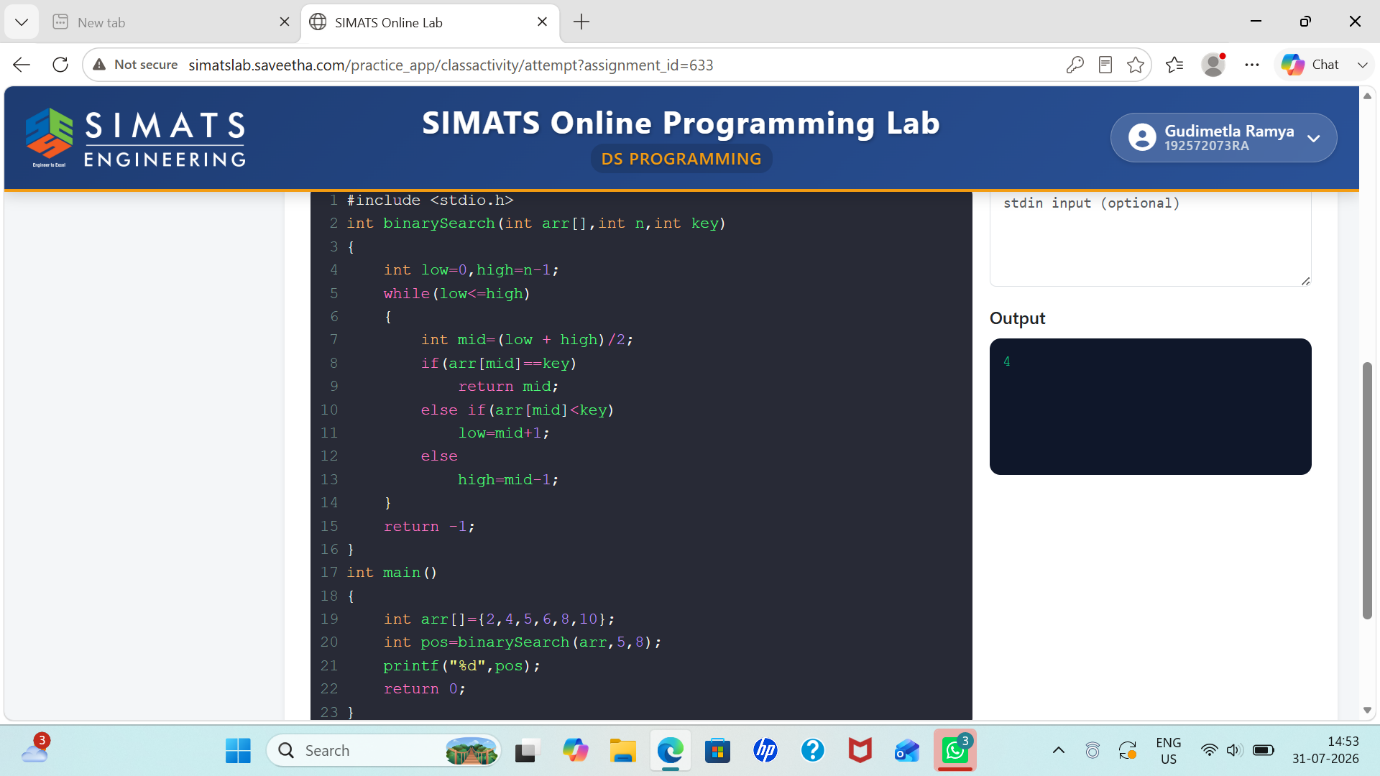 New tab
SIMATS Online Lab
Not secure simatslab.saveetha.com/practice_app/classactivity/attempt?assignment_id=633
Chat
SIMATS
ENGINEERING
Engineer to Excel
SIMATS Online Programming Lab
DS PROGRAMMING
Gudimetla Ramya
192572073RA
1 #include <stdio.h>
2 int binarySearch(int arr[],int n,int key)
3 {
4     int low=0,high=n-1;
5     while(low<=high)
6     {
7         int mid=(low + high)/2;
8         if(arr[mid]==key)
9             return mid;
10         else if(arr[mid]<key)
11             low=mid+1;
12         else
13             high=mid-1;
14     }
15     return -1;
16 }
17 int main()
18 {
19     int arr[]={2,4,5,6,8,10};
20     int pos=binarySearch(arr,5,8);
21     printf("%d",pos);
22     return 0;
23 }
stdin input (optional)
Output
4
3
Search
hp
3
ENG
US
14:53
31-07-2026